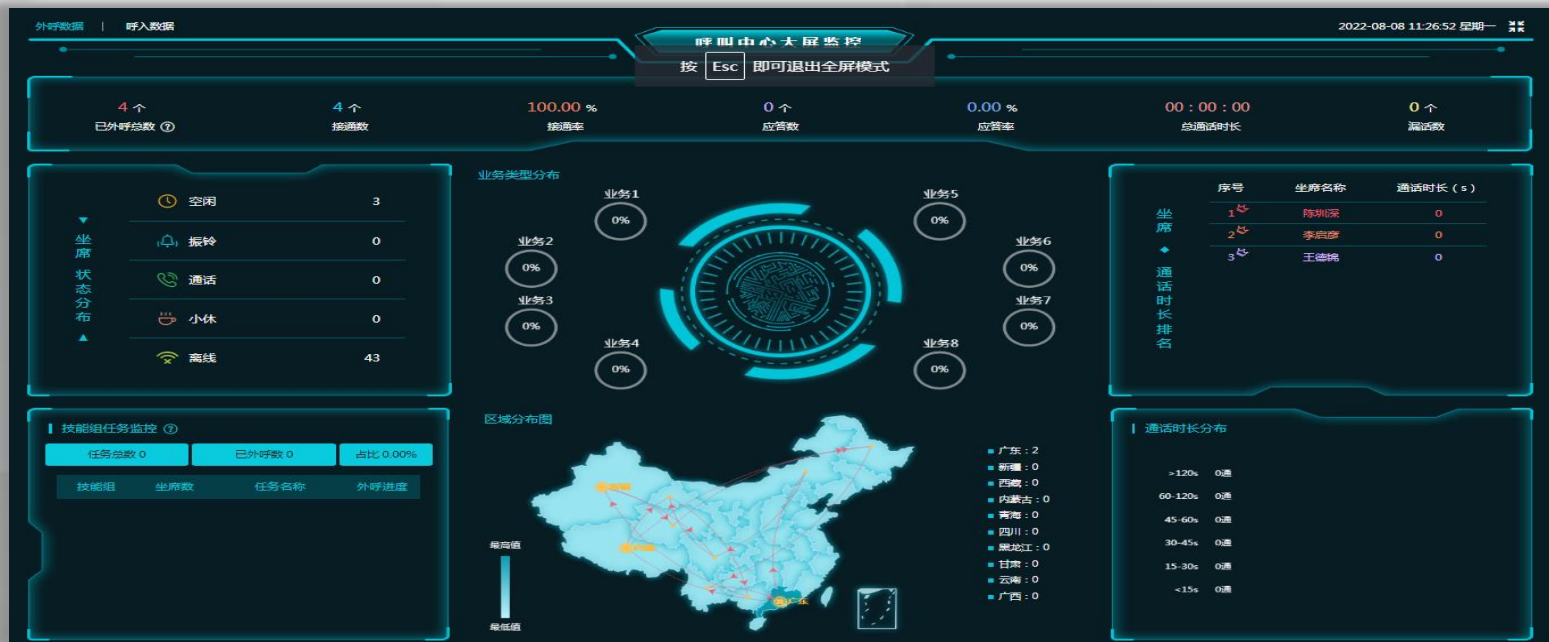 外呼数据 | 呼入数据
2022-08-08 11:26:52 星期一
呼叫中心大屏监控
按 Esc 即可退出全屏模式
4 个 4 个 100.00 % 0 个 0.00 % 00 : 00 : 00 0 个
已外呼总数 ? 接通数 接通率 应答数 应答率 总通话时长 漏话数
坐席状态分布
空闲 3
振铃 0
通话 0
小休 0
离线 43
业务类型分布
业务1
0%
业务2
0%
业务3
0%
业务4
0%
业务5
0%
业务6
0%
业务7
0%
业务8
0%
坐席通话时长排名
序号 坐席名称 通话时长(s)
1 陈圳深 0
2 李启彦 0
3 王德锦 0
技能组任务监控 ?
任务总数 0 已外呼数 0 占比 0.00%
技能组 坐席数 任务名称 外呼进度
区域分布图
最高值
最低值
新疆
西藏
广东
广东 : 2
新疆 : 0
西藏 : 0
内蒙古 : 0
青海 : 0
四川 : 0
黑龙江 : 0
甘肃 : 0
云南 : 0
广西 : 0
通话时长分布
>120s 0通
60-120s 0通
45-60s 0通
30-45s 0通
15-30s 0通
<15s 0通